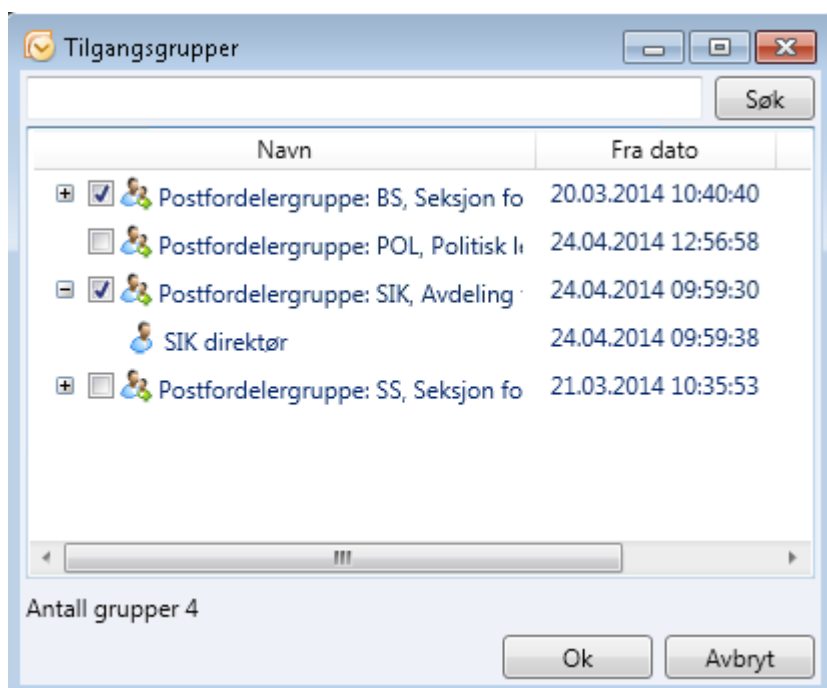 Tilgangsgrupper
Søk
Navn Fra dato
Postfordelergruppe: BS, Seksjon fo 20.03.2014 10:40:40
Postfordelergruppe: POL, Politisk 24.04.2014 12:56:58
Postfordelergruppe: SIK, Avdeling 24.04.2014 09:59:30
SIK direktør 24.04.2014 09:59:38
Postfordelergruppe: SS, Seksjon fo 21.03.2014 10:35:53
Antall grupper 4
Ok Avbryt